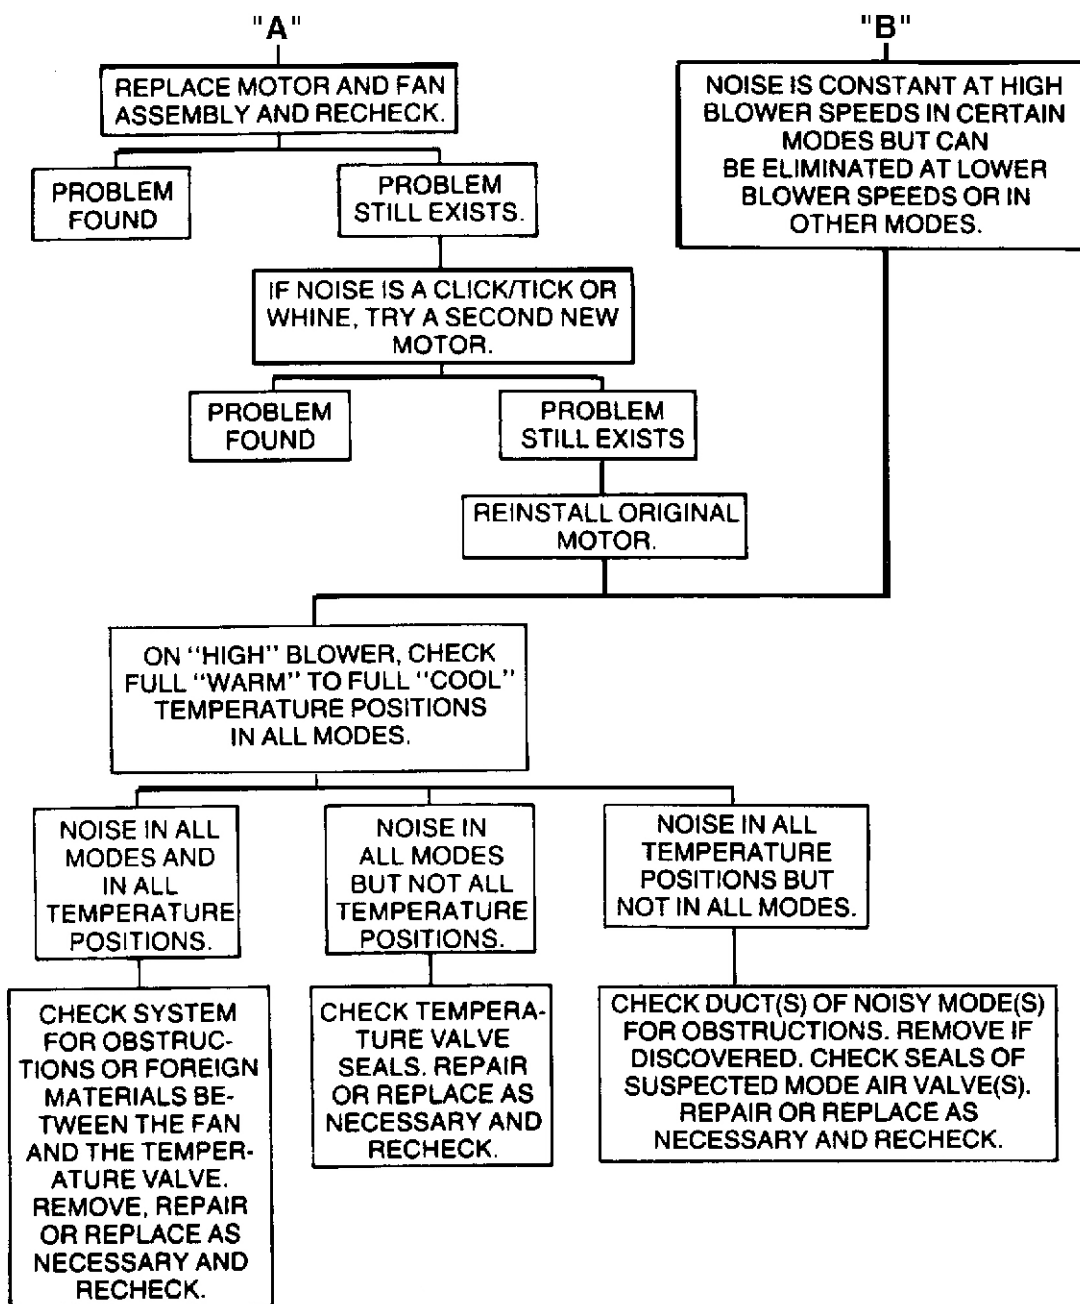 "A"
REPLACE MOTOR AND FAN
ASSEMBLY AND RECHECK.
PROBLEM
FOUND
PROBLEM
STILL EXISTS.
IF NOISE IS A CLICK/TICK OR
WHINE, TRY A SECOND NEW
MOTOR.
PROBLEM
FOUND
PROBLEM
STILL EXISTS
REINSTALL ORIGINAL
MOTOR.
"B"
NOISE IS CONSTANT AT HIGH
BLOWER SPEEDS IN CERTAIN
MODES BUT CAN
BE ELIMINATED AT LOWER
BLOWER SPEEDS OR IN
OTHER MODES.
ON "HIGH" BLOWER, CHECK
FULL "WARM" TO FULL "COOL"
TEMPERATURE POSITIONS
IN ALL MODES.
NOISE IN ALL
MODES AND
IN ALL
TEMPERATURE
POSITIONS.
CHECK SYSTEM
FOR OBSTRUC-
TIONS OR FOREIGN
MATERIALS BE-
TWEEN THE FAN
AND THE TEMPER-
ATURE VALVE.
REMOVE, REPAIR
OR REPLACE AS
NECESSARY AND
RECHECK.
NOISE IN
ALL MODES
BUT NOT ALL
TEMPERATURE
POSITIONS.
CHECK TEMPERA-
TURE VALVE
SEALS. REPAIR
OR REPLACE AS
NECESSARY AND
RECHECK.
NOISE IN ALL
TEMPERATURE
POSITIONS BUT
NOT IN ALL MODES.
CHECK DUCT(S) OF NOISY MODE(S)
FOR OBSTRUCTIONS. REMOVE IF
DISCOVERED. CHECK SEALS OF
SUSPECTED MODE AIR VALVE(S).
REPAIR OR REPLACE AS
NECESSARY AND RECHECK.